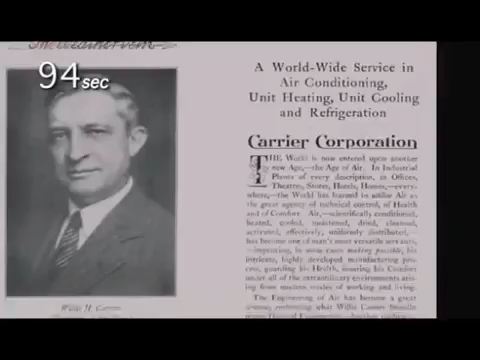 94 sec
A World-Wide Service in
Air Conditioning,
Unit Heating, Unit Cooling
and Refrigeration
Carrier Corporation
THE World is now entered upon another
new Age,—the Age of Air. In Industrial
Plants of every description, in Offices,
Theatres, Stores, Hotels, Homes,—every-
where,—the World has learned to utilize Air as
the great agency of technical control, of Health
and of Comfort. Air,—scientifically conditioned,
heated, cooled, moistened, dried, cleansed,
activated, effectively, uniformly distributed,—
has become one of man's most versatile servants,
—improving, in some cases making possible, his
intricate, highly developed manufacturing proc-
ess, guarding his Health, insuring his Comfort
under all of the extraordinary environments aris-
ing from modern modes of working and living.
The Engineering of Air has become a great
Willis H. Carrier